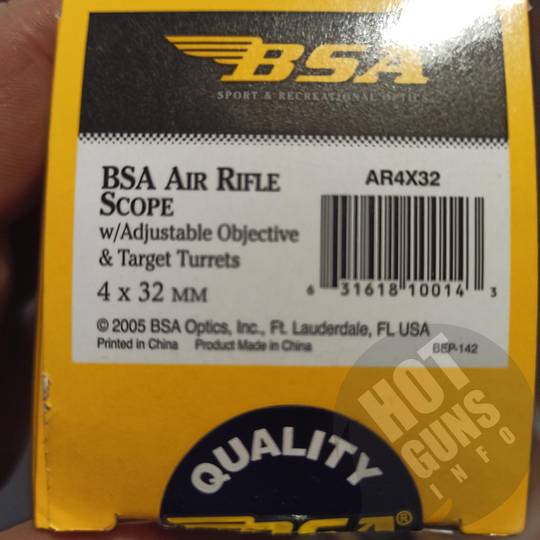 BSA
SPORT & RECREATIONAL OPTICS
BSA AIR RIFLE
SCOPE
w/Adjustable Objective
& Target Turrets
4 x 32 MM
AR4X32
6 31618 10014 3
© 2005 BSA Optics, Inc., Ft. Lauderdale, FL USA
Printed in China Product Made in China
BEP-142
QUALITY
BSA®
HOT
GUNS
INFO